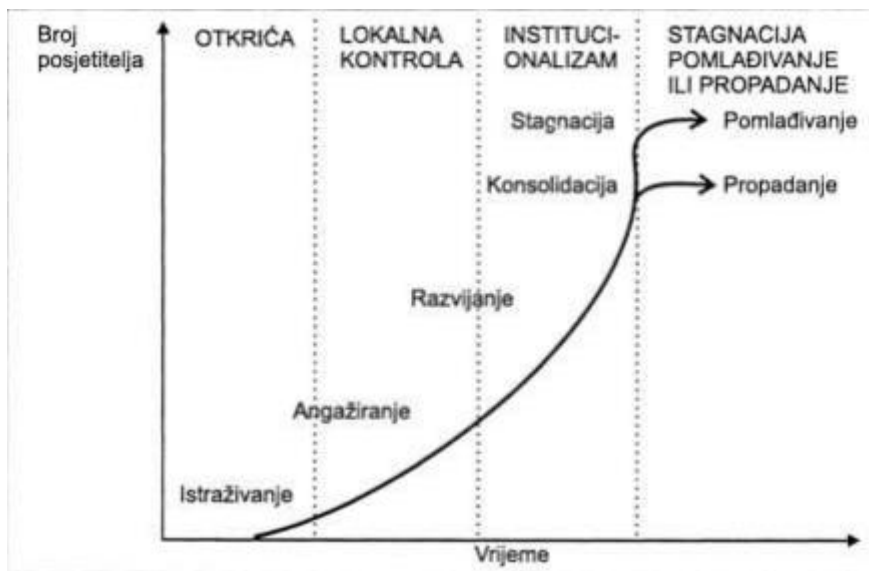 Broj
posjetitelja
OTKRIĆA
LOKALNA
KONTROLA
INSTITUCI-
ONALIZAM
STAGNACIJA
POMLAĐIVANJE
ILI PROPADANJE
Stagnacija
Pomlađivanje
Konsolidacija
Propadanje
Razvijanje
Angažiranje
Istraživanje
Vrijeme